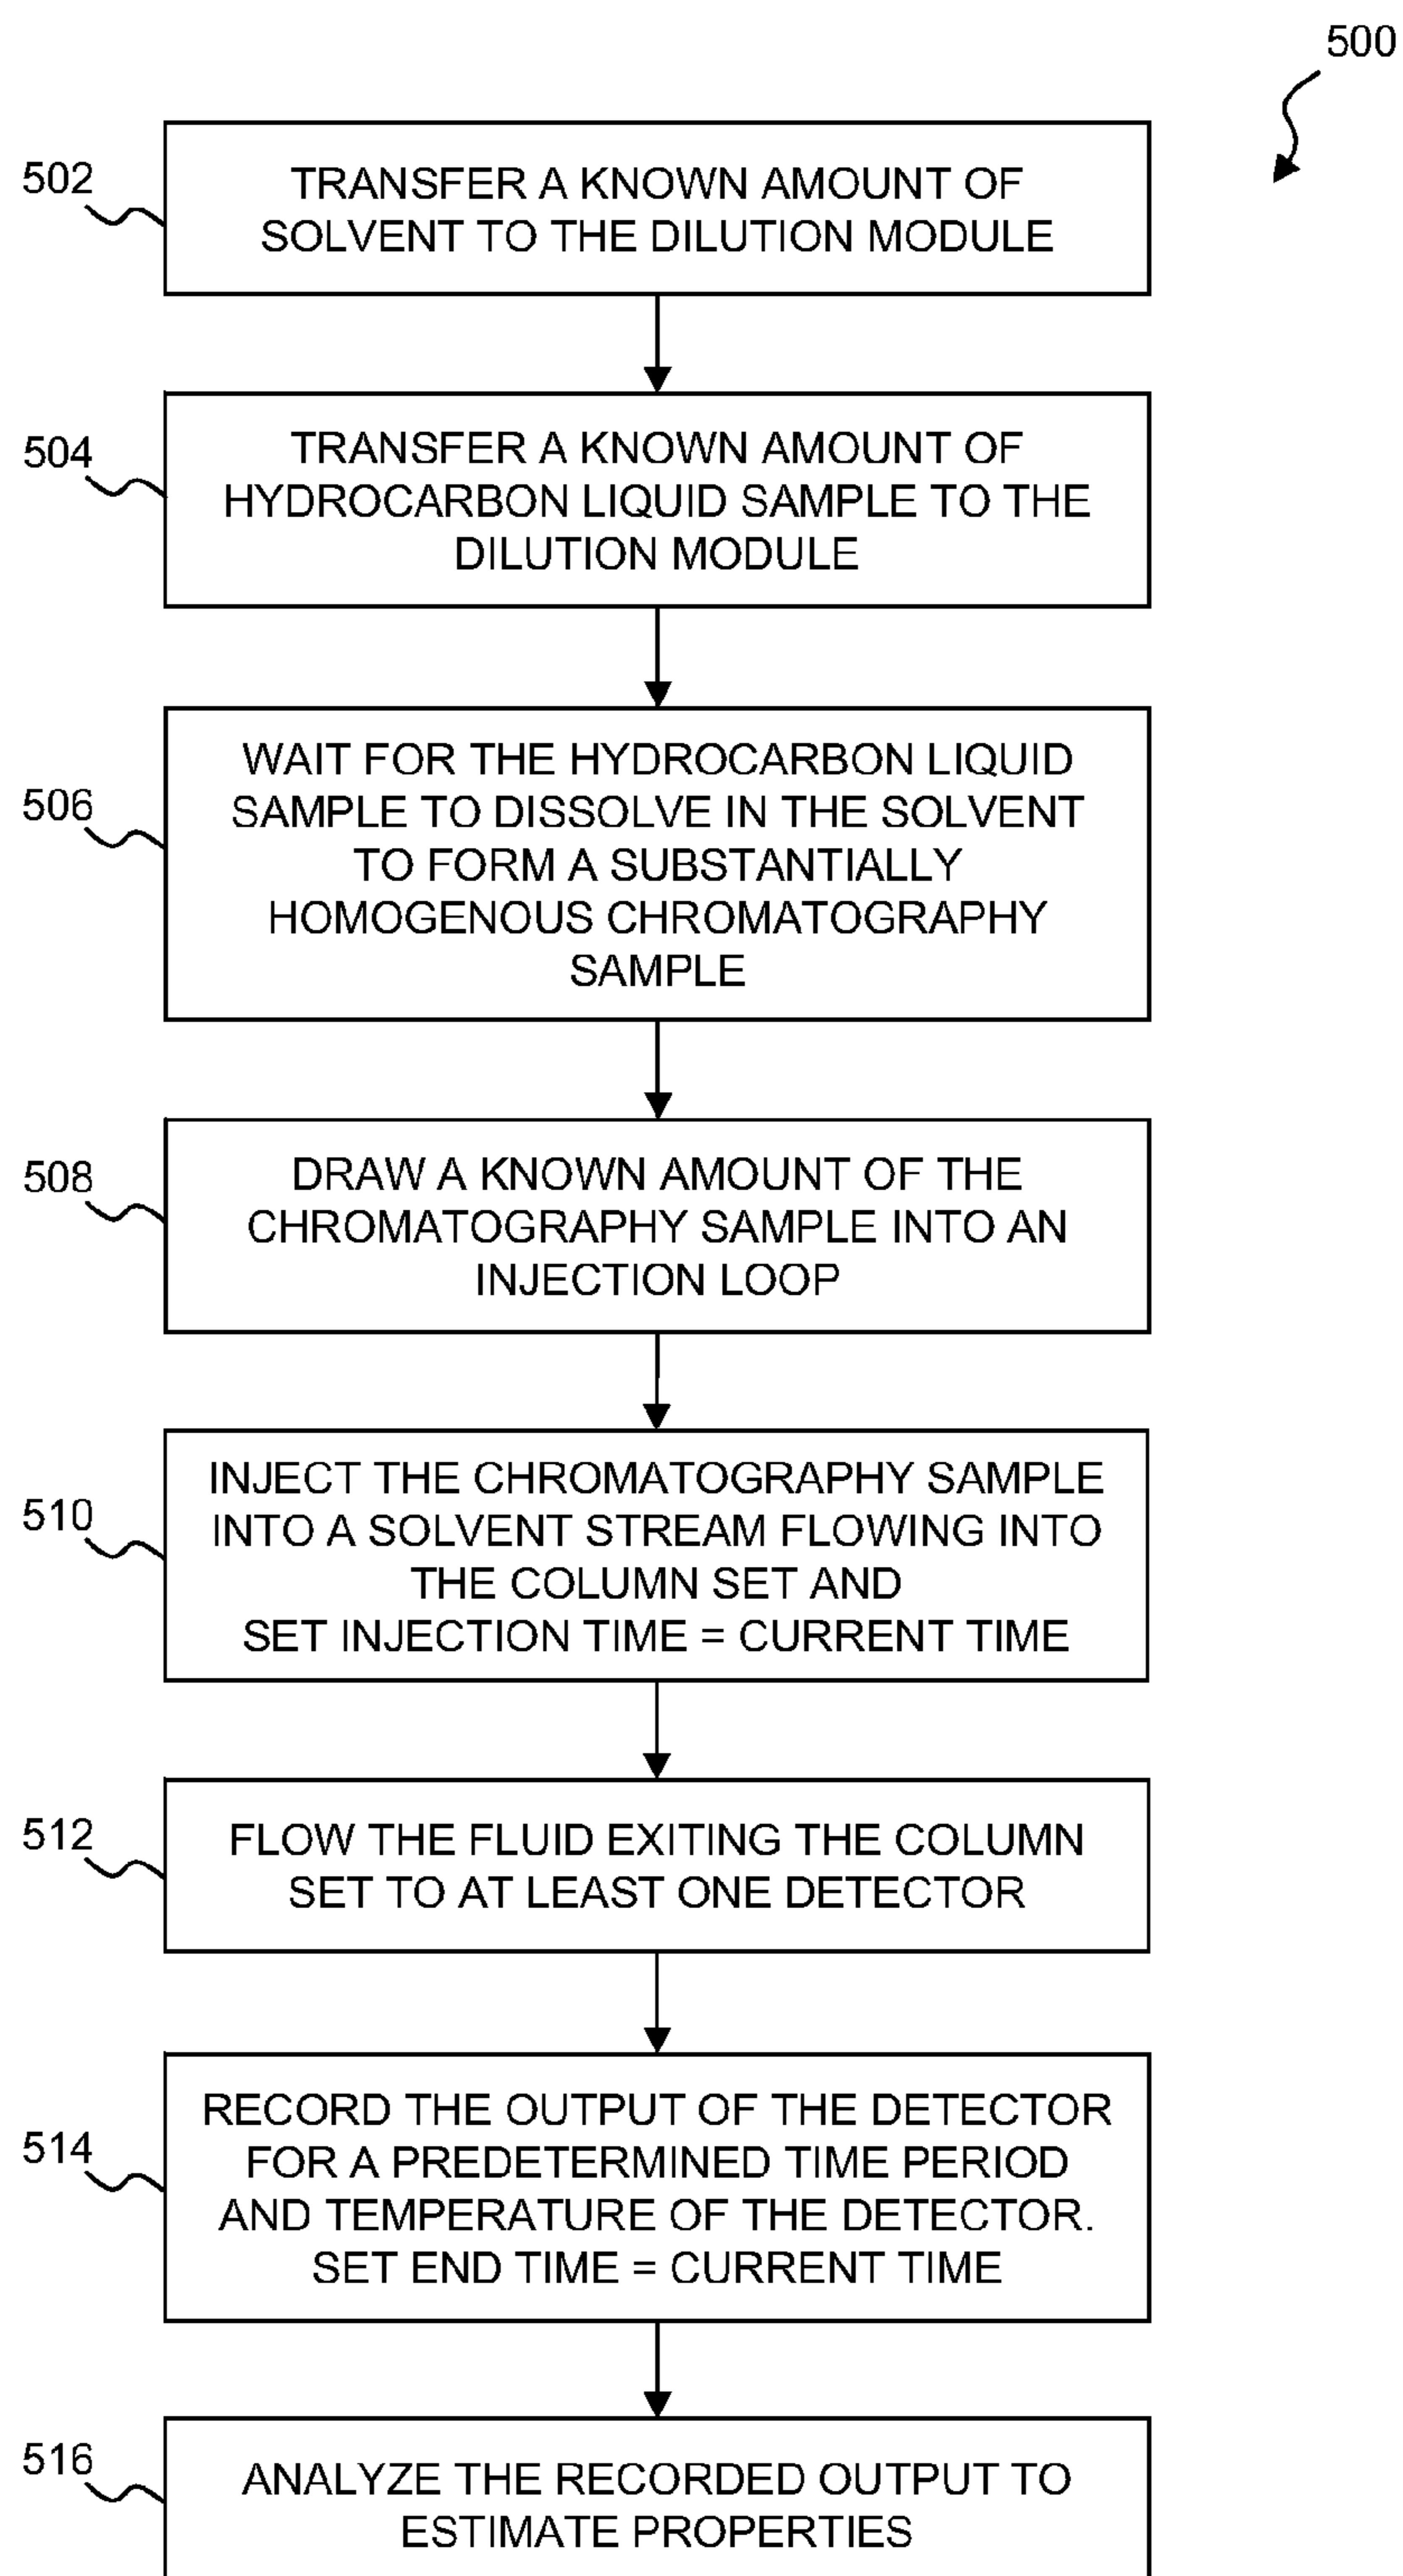 500
502
TRANSFER A KNOWN AMOUNT OF
SOLVENT TO THE DILUTION MODULE
504
TRANSFER A KNOWN AMOUNT OF
HYDROCARBON LIQUID SAMPLE TO THE
DILUTION MODULE
506
WAIT FOR THE HYDROCARBON LIQUID
SAMPLE TO DISSOLVE IN THE SOLVENT
TO FORM A SUBSTANTIALLY
HOMOGENOUS CHROMATOGRAPHY
SAMPLE
508
DRAW A KNOWN AMOUNT OF THE
CHROMATOGRAPHY SAMPLE INTO AN
INJECTION LOOP
510
INJECT THE CHROMATOGRAPHY SAMPLE
INTO A SOLVENT STREAM FLOWING INTO
THE COLUMN SET AND
SET INJECTION TIME = CURRENT TIME
512
FLOW THE FLUID EXITING THE COLUMN
SET TO AT LEAST ONE DETECTOR
514
RECORD THE OUTPUT OF THE DETECTOR
FOR A PREDETERMINED TIME PERIOD
AND TEMPERATURE OF THE DETECTOR.
SET END TIME = CURRENT TIME
516
ANALYZE THE RECORDED OUTPUT TO
ESTIMATE PROPERTIES